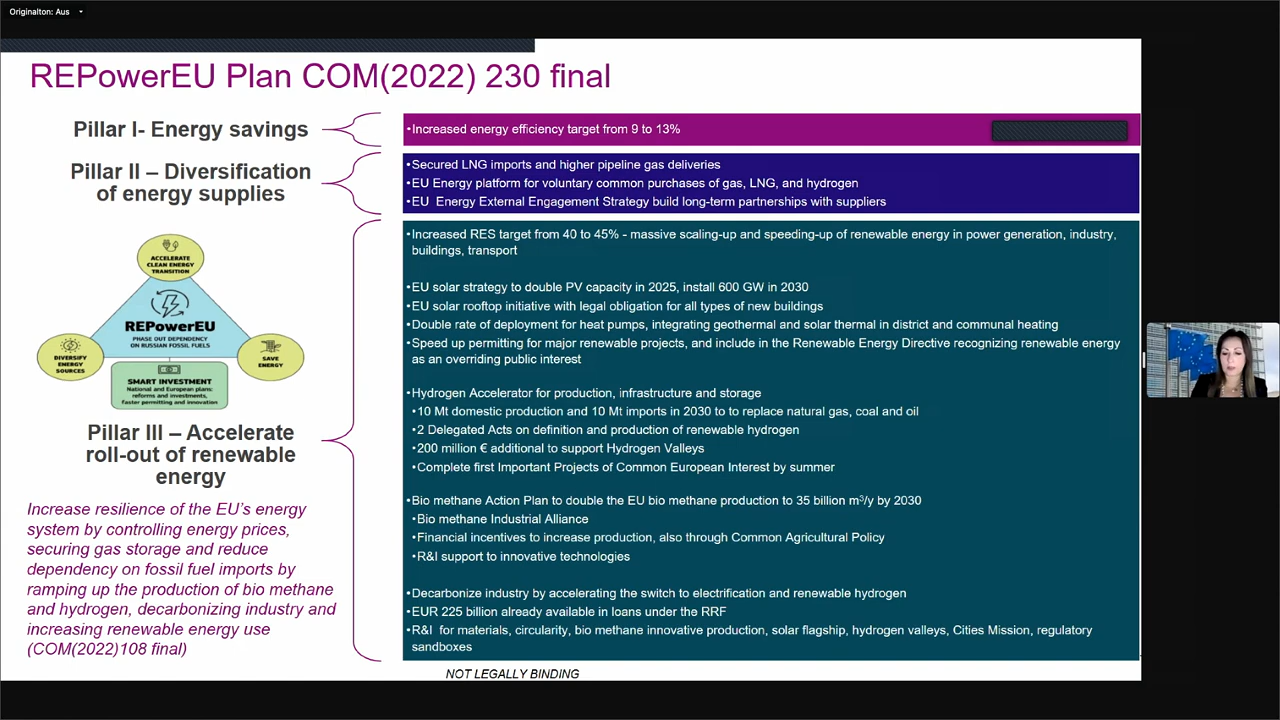 Originalton: Aus
REPowerEU Plan COM(2022) 230 final
Pillar I- Energy savings
•Increased energy efficiency target from 9 to 13%
Pillar II – Diversification
of energy supplies
•Secured LNG imports and higher pipeline gas deliveries
•EU Energy platform for voluntary common purchases of gas, LNG, and hydrogen
•EU Energy External Engagement Strategy build long-term partnerships with suppliers
ACCELERATE
CLEAN ENERGY
TRANSITION
REPowerEU
PHASE OUT DEPENDENCY
ON RUSSIAN FOSSIL FUELS
DIVERSIFY
ENERGY
SOURCES
SAVE
ENERGY
SMART INVESTMENT
National and European plans:
reforms and investments,
faster permitting and innovation
Pillar III – Accelerate
roll-out of renewable
energy
Increase resilience of the EU's energy
system by controlling energy prices,
securing gas storage and reduce
dependency on fossil fuel imports by
ramping up the production of bio methane
and hydrogen, decarbonizing industry and
increasing renewable energy use
(COM(2022)108 final)
•Increased RES target from 40 to 45% - massive scaling-up and speeding-up of renewable energy in power generation, industry,
buildings, transport
•EU solar strategy to double PV capacity in 2025, install 600 GW in 2030
•EU solar rooftop initiative with legal obligation for all types of new buildings
•Double rate of deployment for heat pumps, integrating geothermal and solar thermal in district and communal heating
•Speed up permitting for major renewable projects, and include in the Renewable Energy Directive recognizing renewable energy
as an overriding public interest
•Hydrogen Accelerator for production, infrastructure and storage
•10 Mt domestic production and 10 Mt imports in 2030 to to replace natural gas, coal and oil
•2 Delegated Acts on definition and production of renewable hydrogen
•200 million € additional to support Hydrogen Valleys
•Complete first Important Projects of Common European Interest by summer
•Bio methane Action Plan to double the EU bio methane production to 35 billion m³/y by 2030
•Bio methane Industrial Alliance
•Financial incentives to increase production, also through Common Agricultural Policy
•R&I support to innovative technologies
•Decarbonize industry by accelerating the switch to electrification and renewable hydrogen
•EUR 225 billion already available in loans under the RRF
•R&I for materials, circularity, bio methane innovative production, solar flagship, hydrogen valleys, Cities Mission, regulatory
sandboxes
NOT LEGALLY BINDING